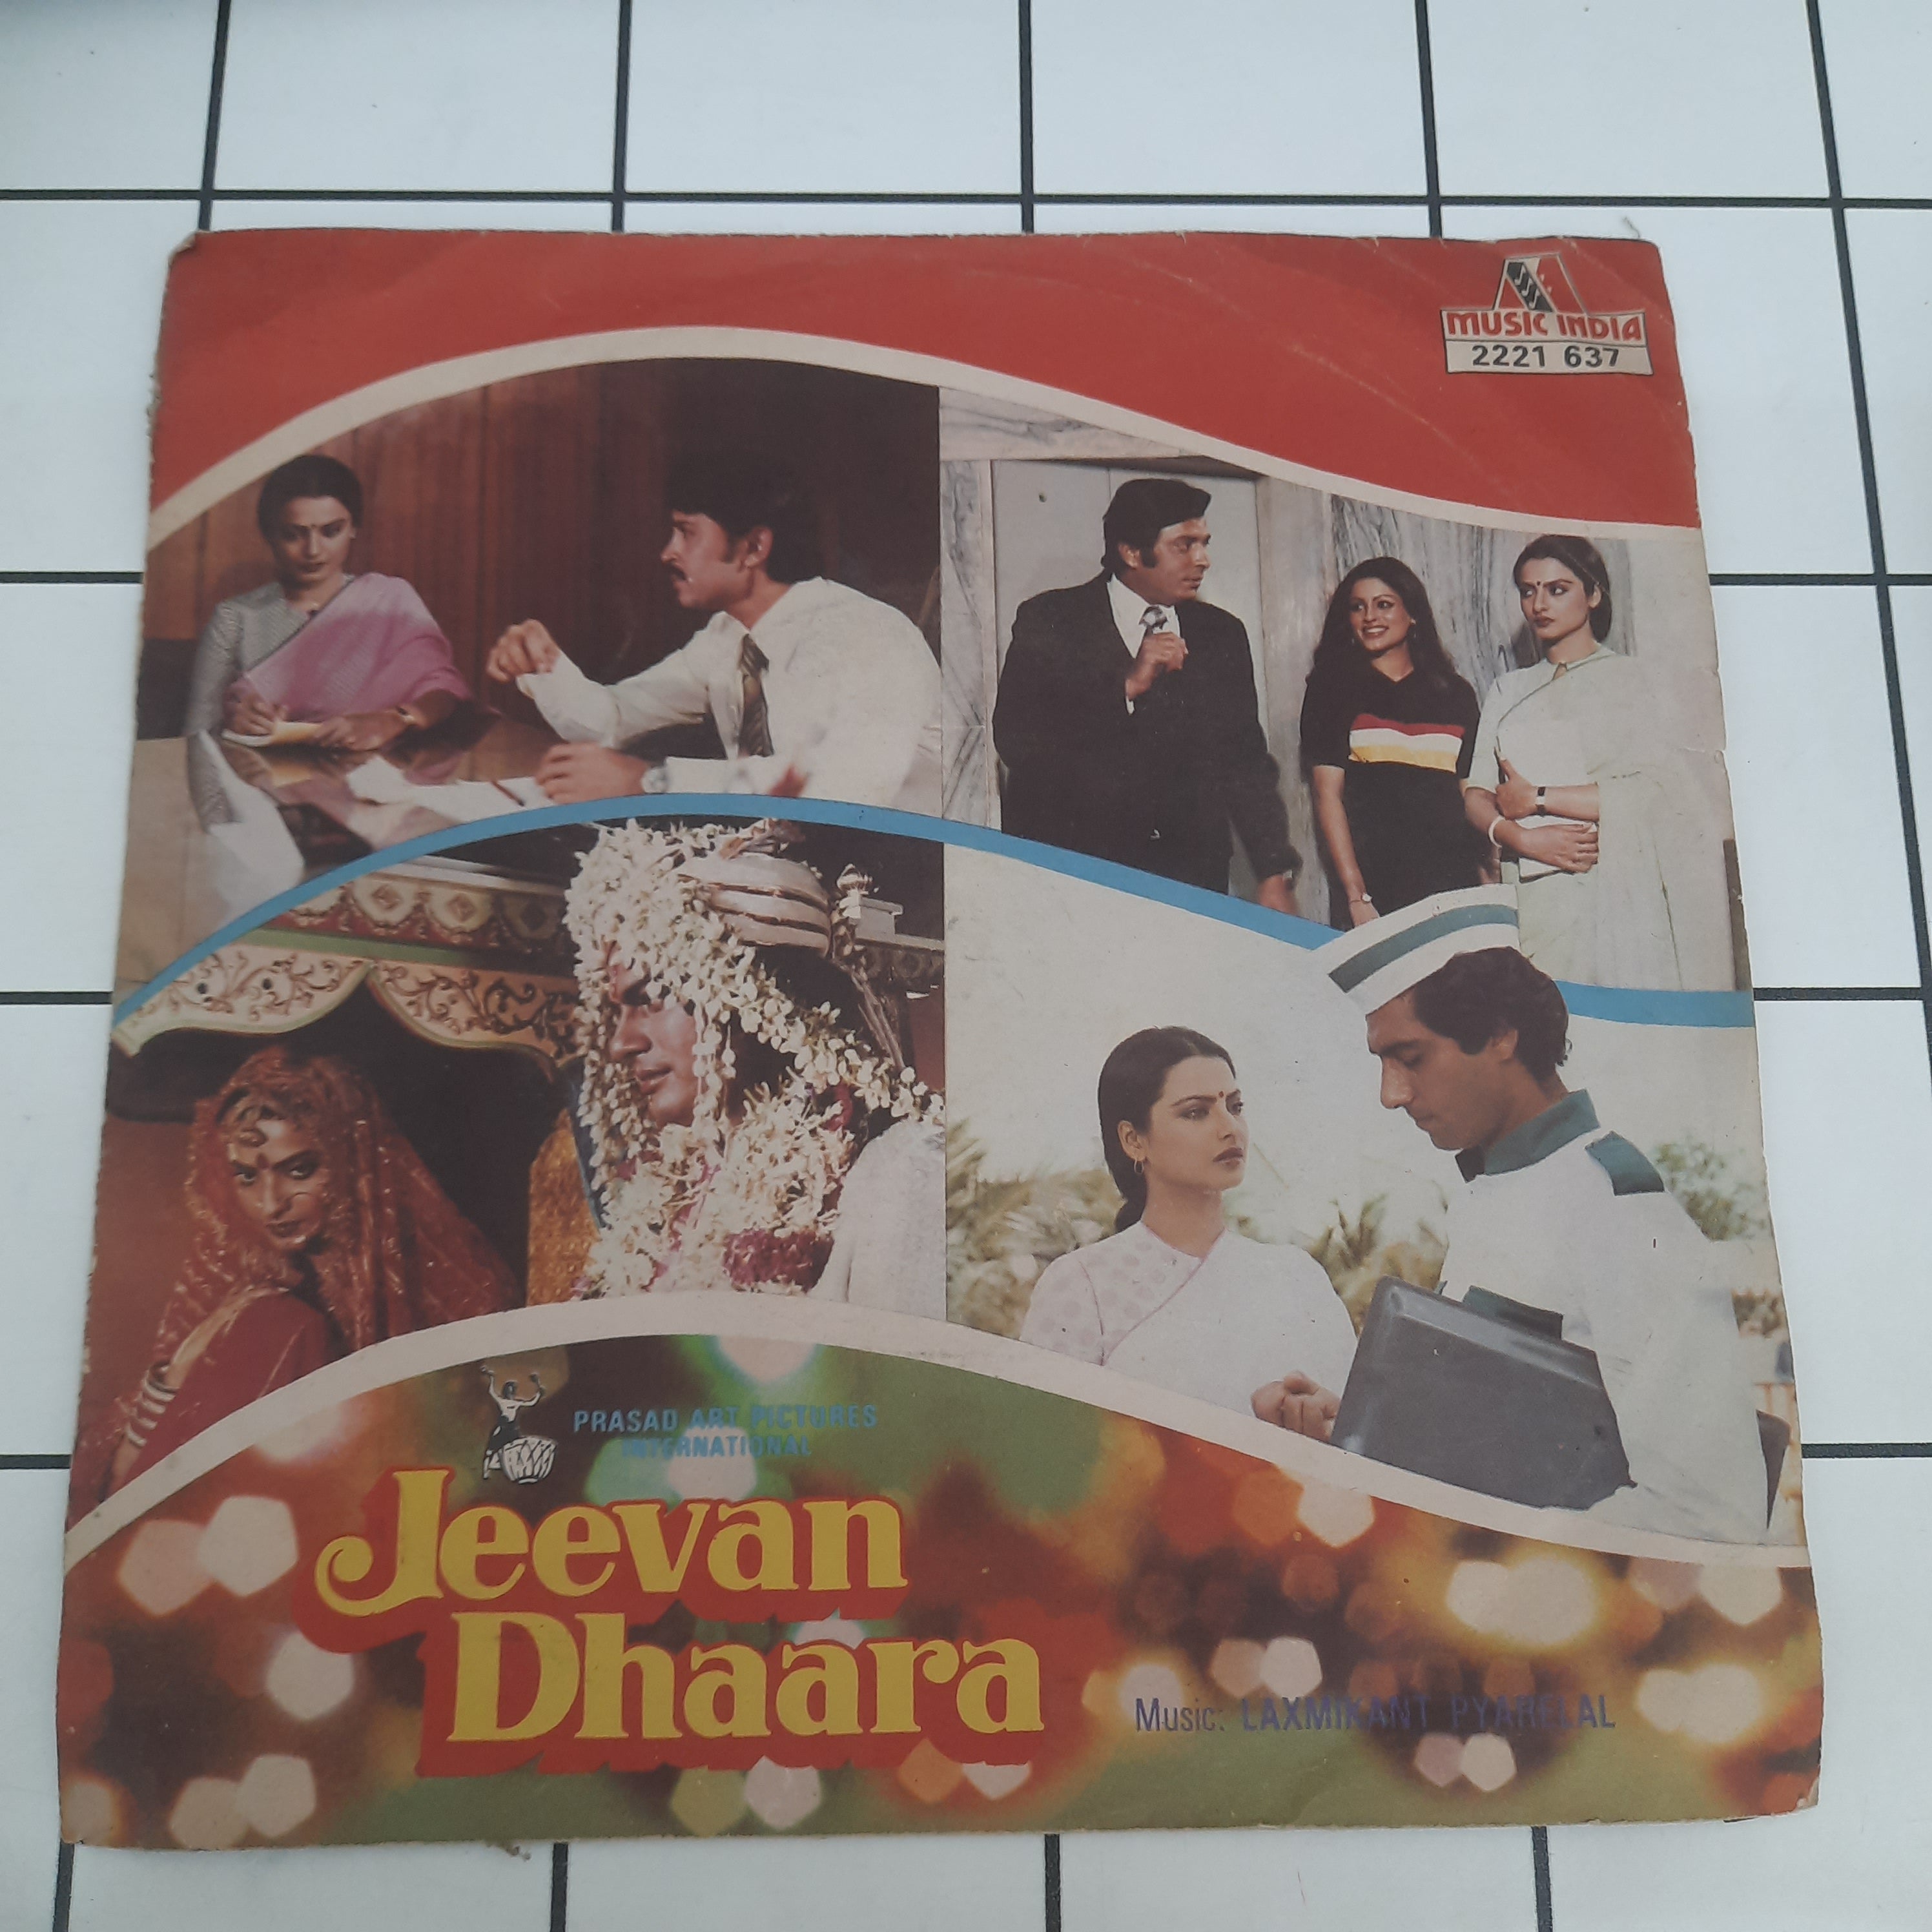 MUSIC INDIA
2221 637
PRASAD ART PICTURES
INTERNATIONAL
Jeevan
Dhaara
Music: LAXMIKANT PYARELAL